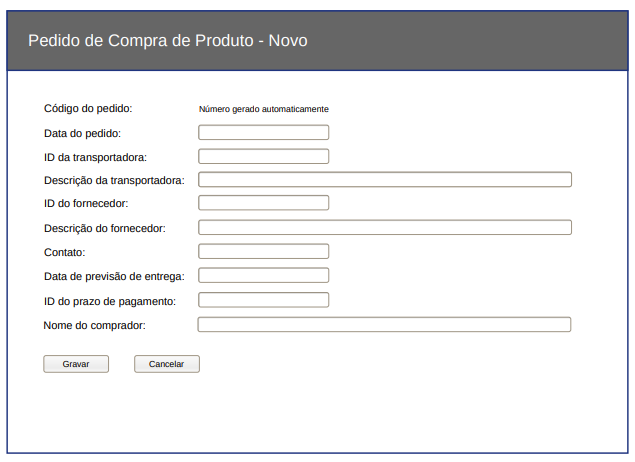 Pedido de Compra de Produto - Novo
Código do pedido: Número gerado automaticamente
Data do pedido:
ID da transportadora:
Descrição da transportadora:
ID do fornecedor:
Descrição do fornecedor:
Contato:
Data de previsão de entrega:
ID do prazo de pagamento:
Nome do comprador:
Gravar Cancelar